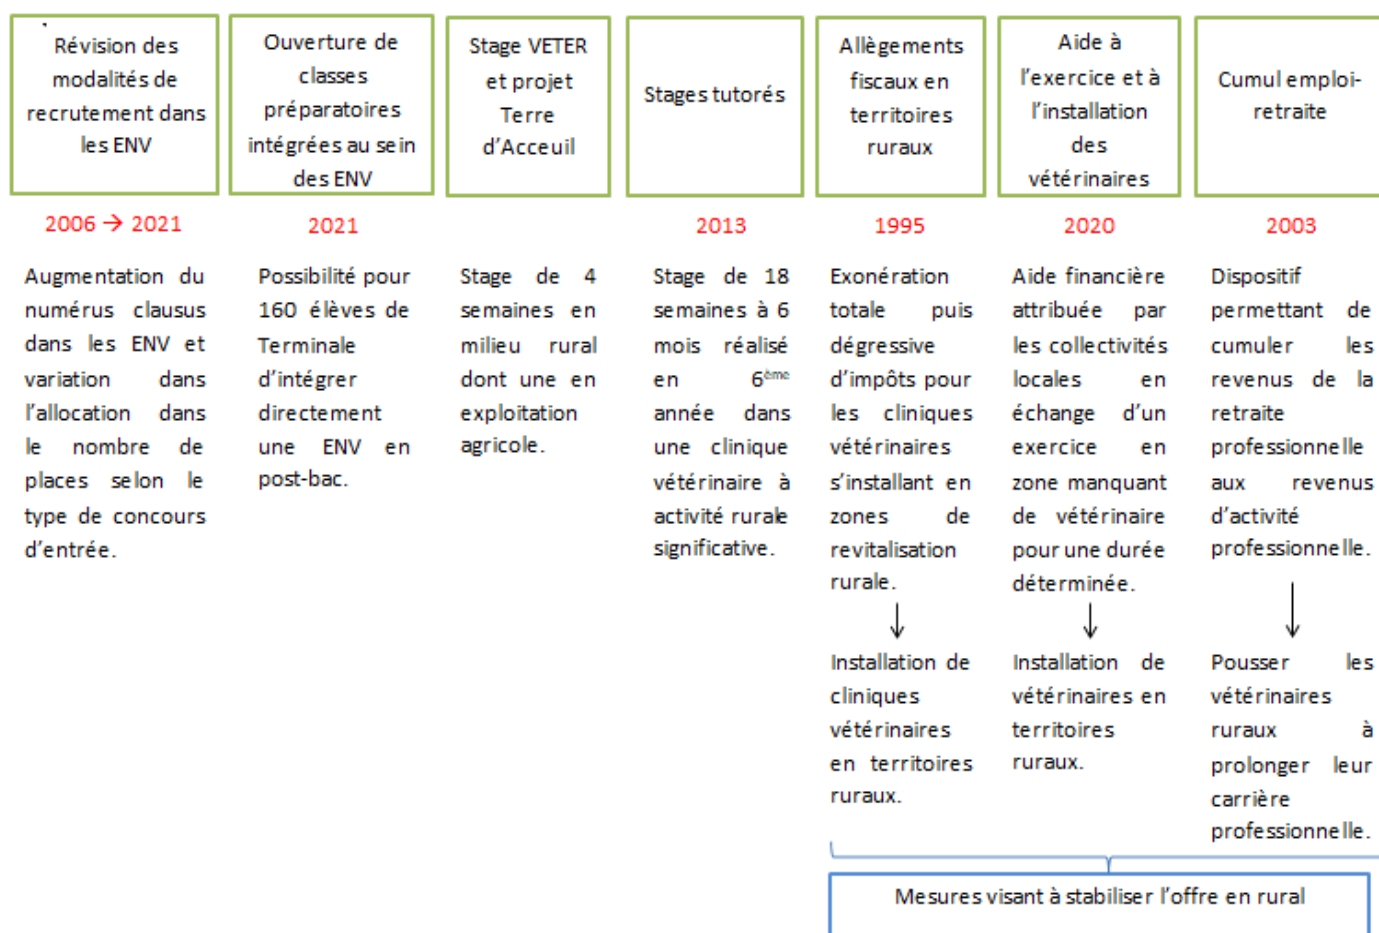 Révision des
modalités de
recrutement dans
les ENV
Ouverture de
classes
préparatoires
intégrées au sein
des ENV
Stage VETER
et projet
Terre
d'Acceuil
Stages tutorés
Allègements
fiscaux en
territoires
ruraux
Aide à
l'exercice et à
l'installation
des
vétérinaires
Cumul emploi-
retraite
2006 → 2021
2021
2013
1995
2020
2003
Augmentation du
numérus clausus
dans les ENV et
variation dans
l'allocation dans
le nombre de
places selon le
type de concours
d'entrée.
Possibilité pour
160 élèves de
Terminale
d'intégrer
directement
une ENV en
post-bac.
Stage de 4
semaines en
milieu rural
dont une en
exploitation
agricole.
Stage de 18
semaines à 6
mois réalisé
en 6ème
année dans
une clinique
vétérinaire à
activité rurale
significative.
Exonération
totale puis
dégressive
d'impôts pour
les cliniques
vétérinaires
s'installant en
zones de
revitalisation
rurale.
Aide financière
attribuée par
les collectivités
locales en
échange d'un
exercice en
zone manquant
de vétérinaire
pour une durée
déterminée.
Dispositif
permettant de
cumuler les
revenus de la
retraite
professionnelle
aux revenus
d'activité
professionnelle.
Installation de
cliniques
vétérinaires
en territoires
ruraux.
Installation de
vétérinaires en
territoires
ruraux.
Pousser les
vétérinaires
ruraux à
prolonger leur
carrière
professionnelle.
Mesures visant à stabiliser l'offre en rural